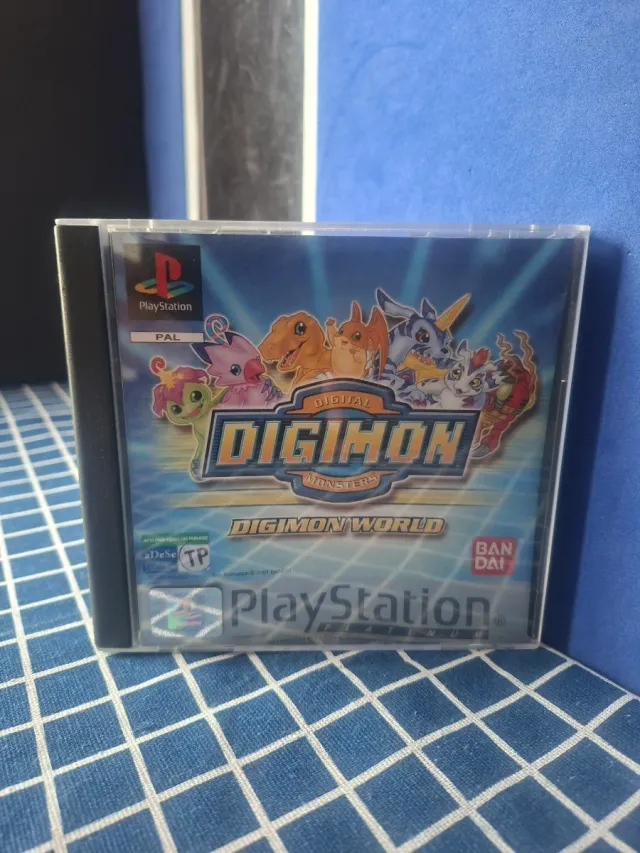 PlayStation
PAL
DIGITAL
DIGIMON
MONSTERS
DIGIMON WORLD
aDeSe
TP
BAN
DAI
PlayStation®
PLATINUM